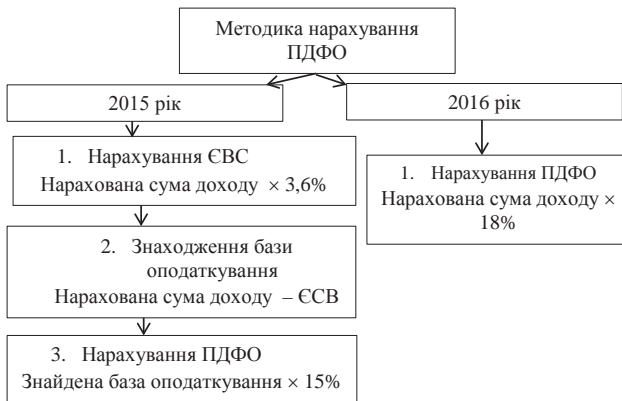 Методика нарахування
ПДФО
2015 рік
2016 рік
1. Нарахування ЄВС
Нарахована сума доходу × 3,6%
1. Нарахування ПДФО
Нарахована сума доходу ×
18%
2. Знаходження бази
оподаткування
Нарахована сума доходу – ЄСВ
3. Нарахування ПДФО
Знайдена база оподаткування × 15%